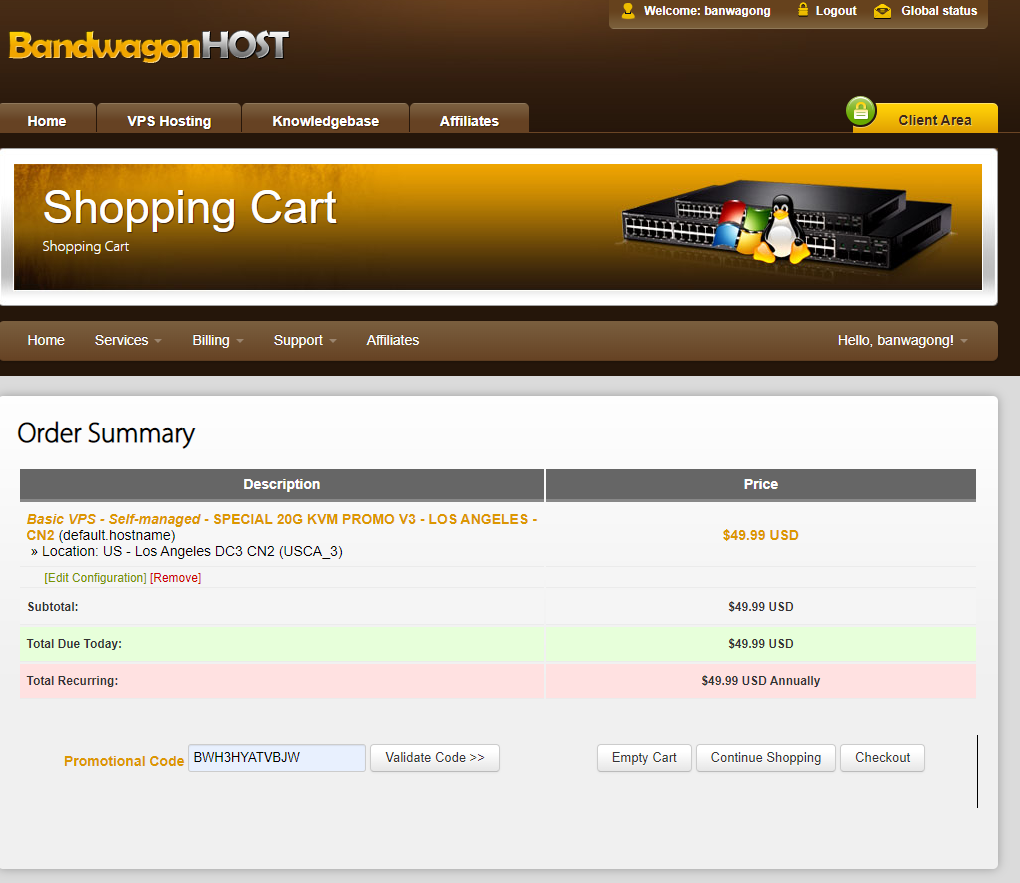 Welcome: banwagong Logout Global status
BandwagonHOST
Home VPS Hosting Knowledgebase Affiliates Client Area
Shopping Cart
Shopping Cart
Home Services Billing Support Affiliates Hello, banwagong!
Order Summary
Description Price
Basic VPS - Self-managed - SPECIAL 20G KVM PROMO V3 - LOS ANGELES -
CN2 (default.hostname) $49.99 USD
» Location: US - Los Angeles DC3 CN2 (USCA_3)
[Edit Configuration] [Remove]
Subtotal: $49.99 USD
Total Due Today: $49.99 USD
Total Recurring: $49.99 USD Annually
Promotional Code BWH3HYATVBJW Validate Code >> Empty Cart Continue Shopping Checkout